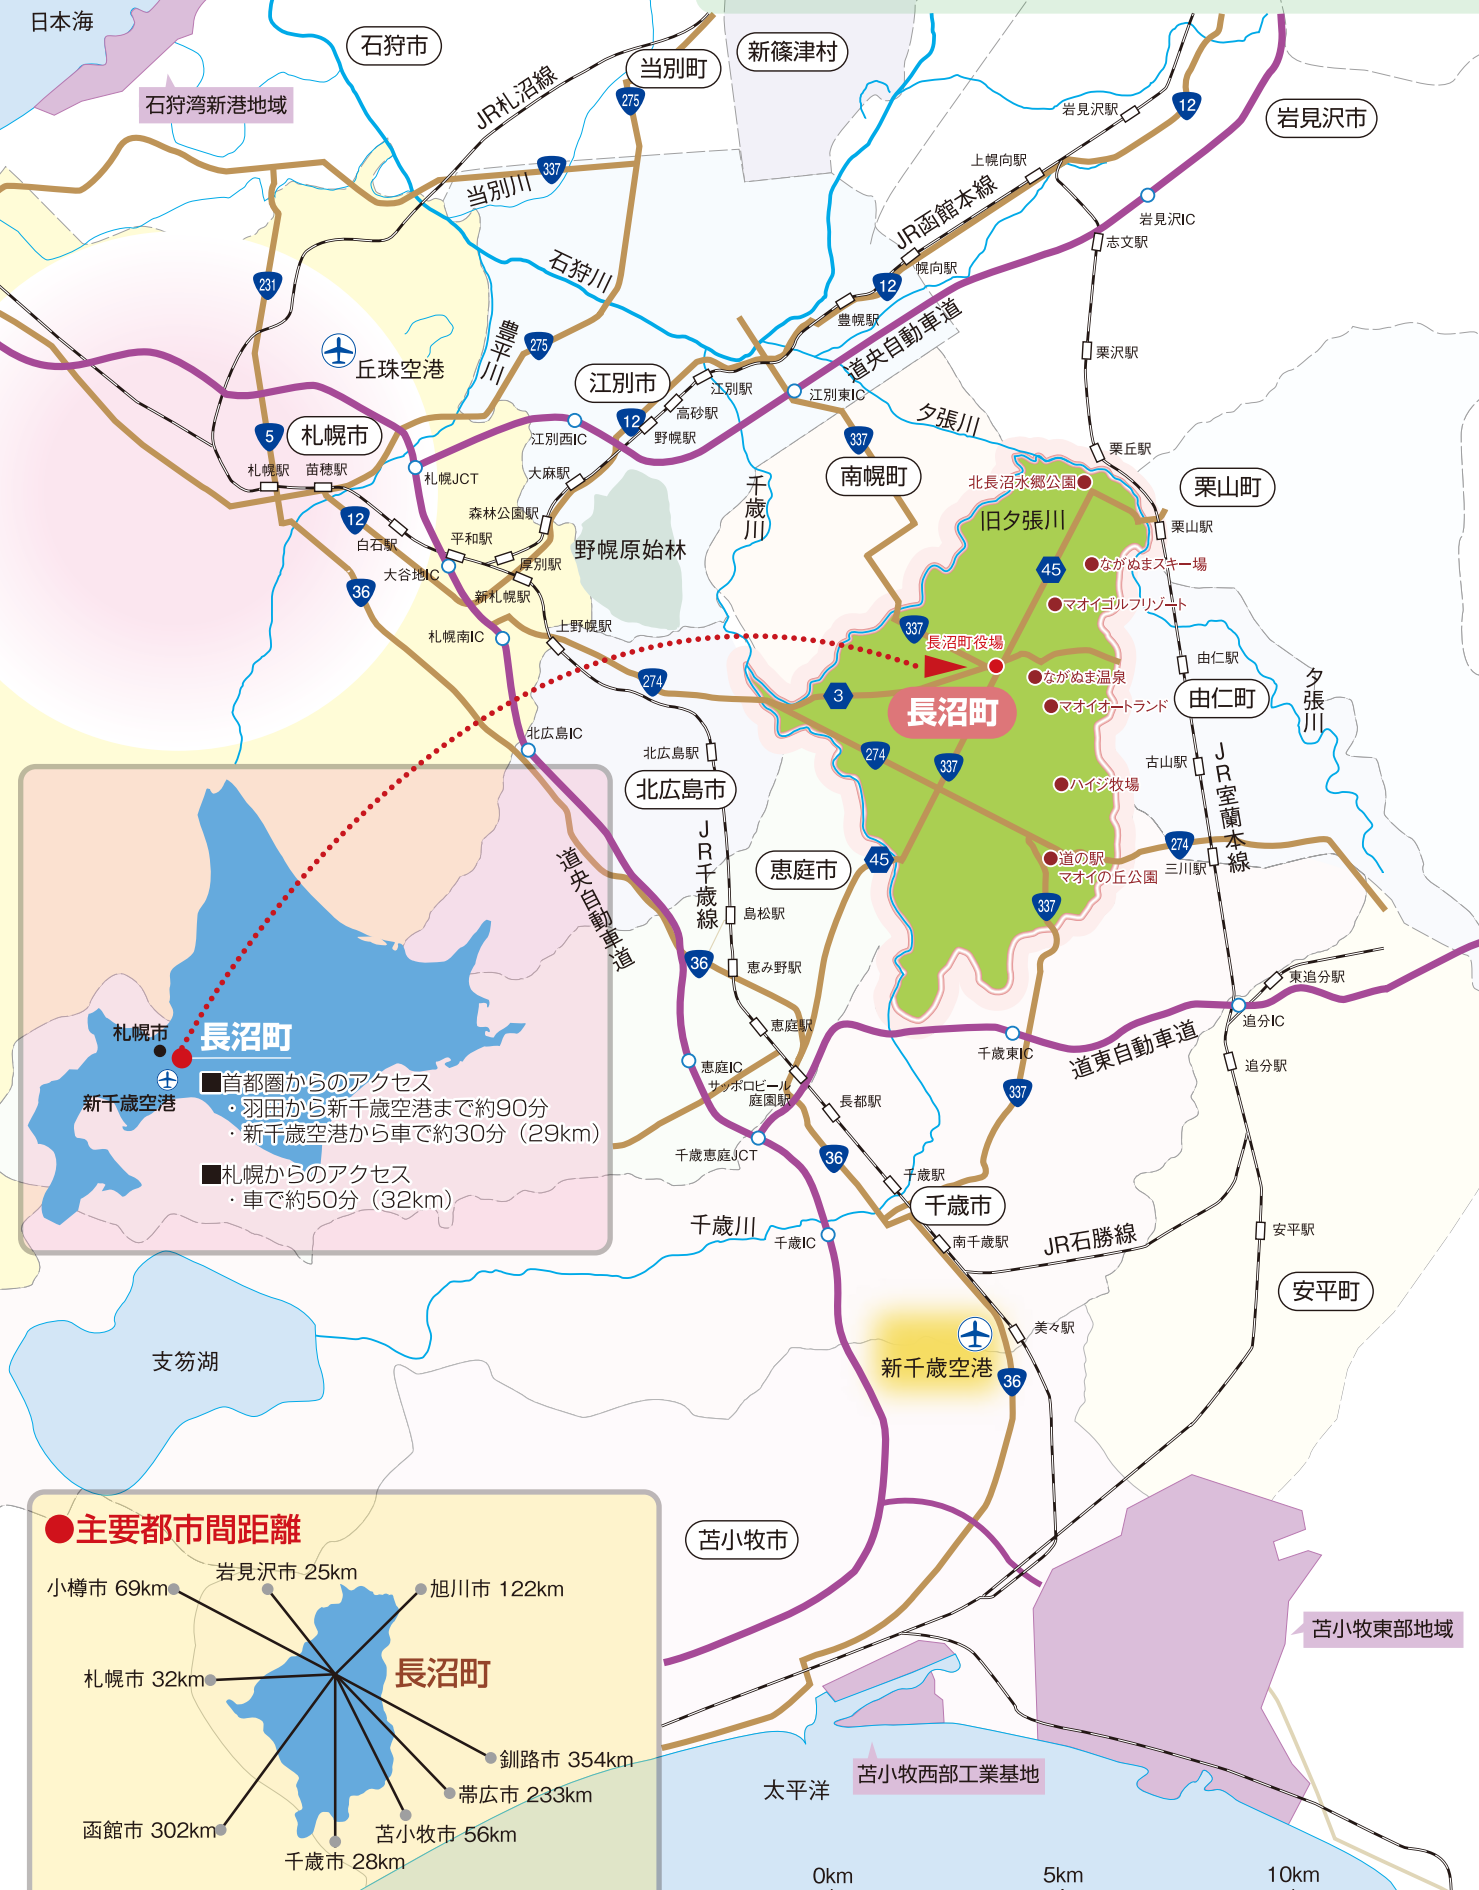 日本海
石狩市
石狩湾新港地域
JR札沼線
当別町
新篠津村
275
12
岩見沢市
岩見沢駅
337
当別川
上幌向駅
JR函館本線
岩見沢IC
志文駅
231
石狩川
幌向駅
12
豊幌駅
道央自動車道
栗沢駅
丘珠空港
豊平川
275
江別市
江別駅
江別東IC
高砂駅
12
野幌駅
江別西IC
夕張川
337
南幌町
栗丘駅
栗山町
栗山駅
5
札幌市
札幌駅
苗穂駅
札幌JCT
大麻駅
森林公園駅
千歳川
野幌原始林
北長沼水郷公園
旧夕張川
45
ながぬまスキー場
マオイゴルフリゾート
12
白石駅
平和駅
大谷地IC
厚別駅
新札幌駅
36
札幌南IC
上野幌駅
337
長沼町役場
ながぬま温泉
マオイオートランド
長沼町
3
274
274
337
由仁駅
由仁町
夕張川
古山駅
JR室蘭本線
ハイジ牧場
北広島IC
北広島駅
北広島市
JR千歳線
道央自動車道
恵庭市
45
道の駅
マオイの丘公園
274
三川駅
337
島松駅
36
恵み野駅
恵庭駅
恵庭IC
サッポロビール
庭園駅
長都駅
千歳恵庭JCT
千歳東IC
道東自動車道
東追分駅
追分IC
追分駅
337
36
千歳駅
千歳市
千歳川
千歳IC
南千歳駅
JR石勝線
安平駅
安平町
美々駅
新千歳空港
36
支笏湖
札幌市
長沼町
新千歳空港
■首都圏からのアクセス
・羽田から新千歳空港まで約90分
・新千歳空港から車で約30分（29km）
■札幌からのアクセス
・車で約50分（32km）
●主要都市間距離
岩見沢市 25km
小樽市 69km
旭川市 122km
札幌市 32km
長沼町
釧路市 354km
帯広市 233km
苫小牧市 56km
函館市 302km
千歳市 28km
苫小牧市
苫小牧東部地域
苫小牧西部工業基地
太平洋
0km
5km
10km